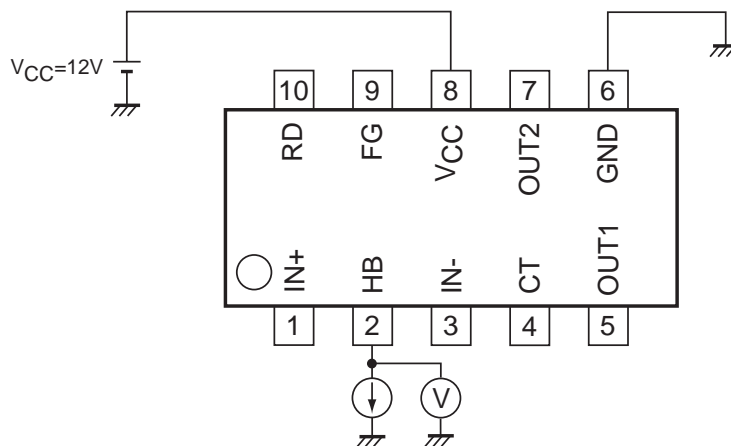 VCC=12V
10 9 8 7 6
RD FG VCC OUT2 GND
IN+ HB IN- CT OUT1
1 2 3 4 5
V